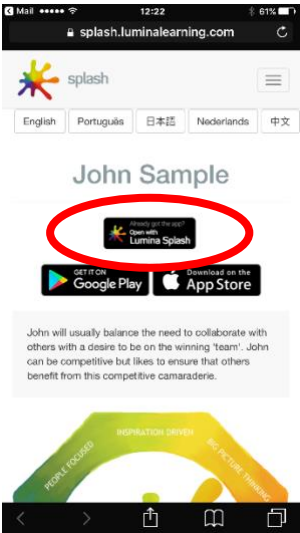 Mail 12:22 61%
splash.luminalearning.com
splash
English Português 日本語 Nederlands 中文
John Sample
Already got the app?
Open with
Lumina Splash
GET IT ON
Google Play
Download on the
App Store
John will usually balance the need to collaborate with
others with a desire to be on the winning 'team'. John
can be competitive but likes to ensure that others
benefit from this competitive camaraderie.
PEOPLE FOCUSED
INSPIRATION DRIVEN
BIG PICTURE THINKING